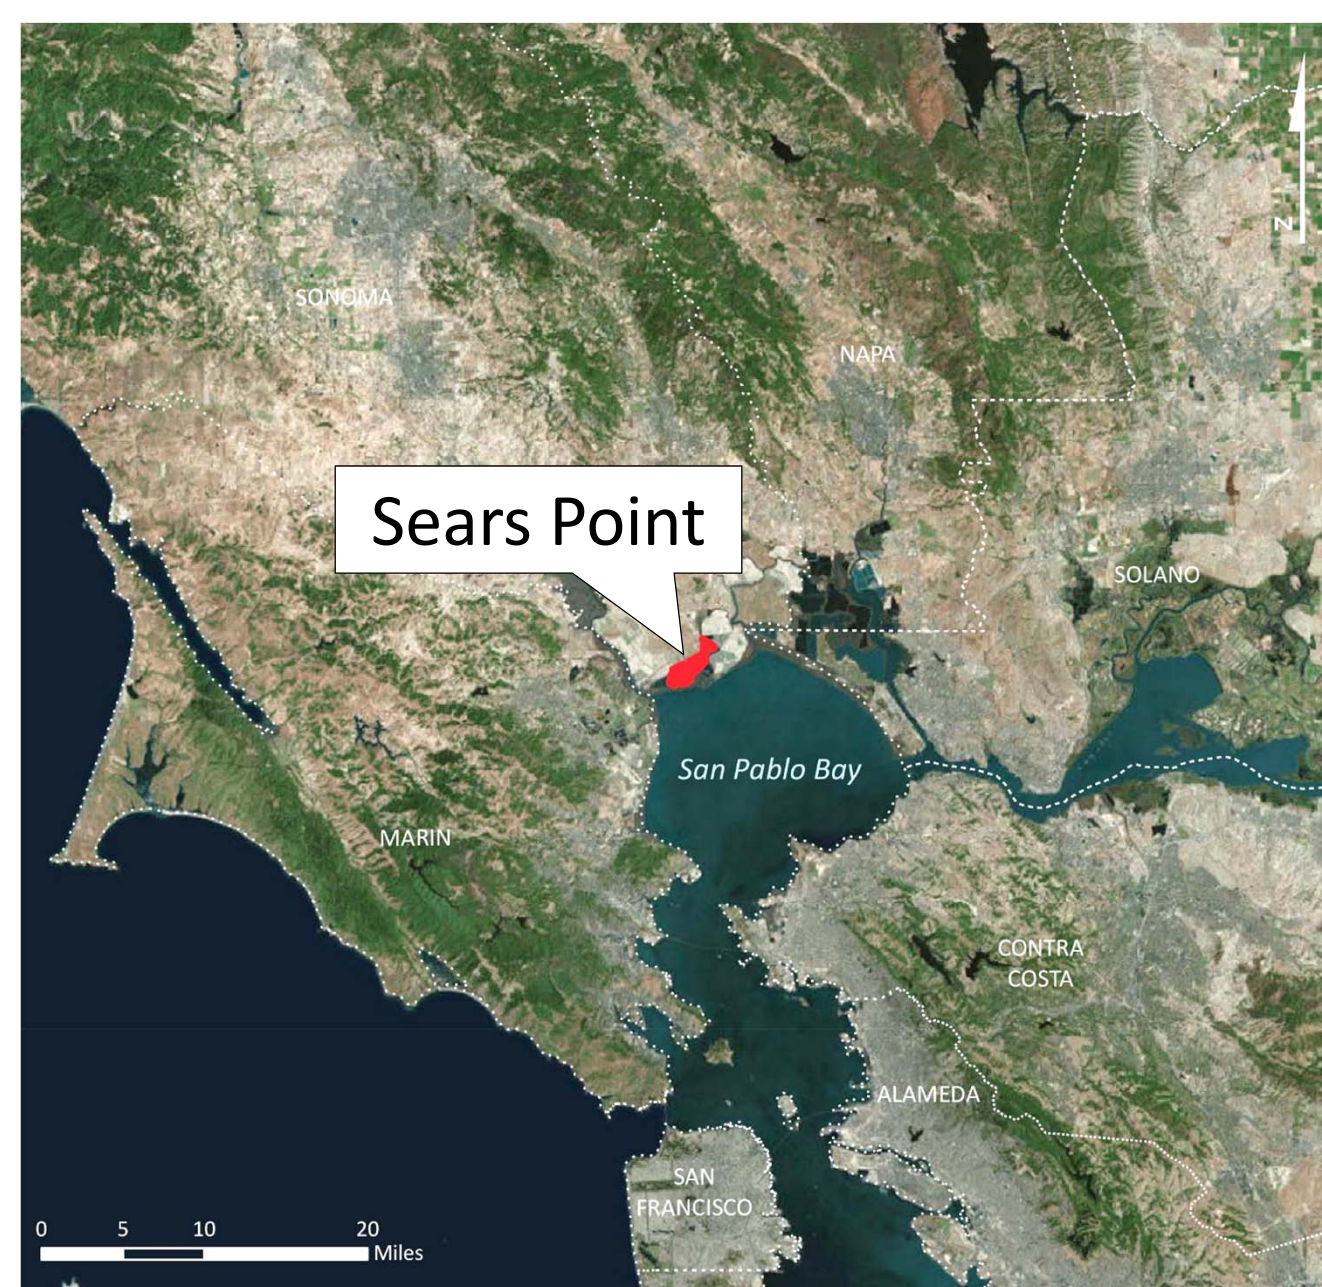 N
SONOMA
NAPA
Sears Point
SOLANO
San Pablo Bay
MARIN
CONTRA
COSTA
ALAMEDA
SAN
FRANCISCO
0 5 10 20
Miles